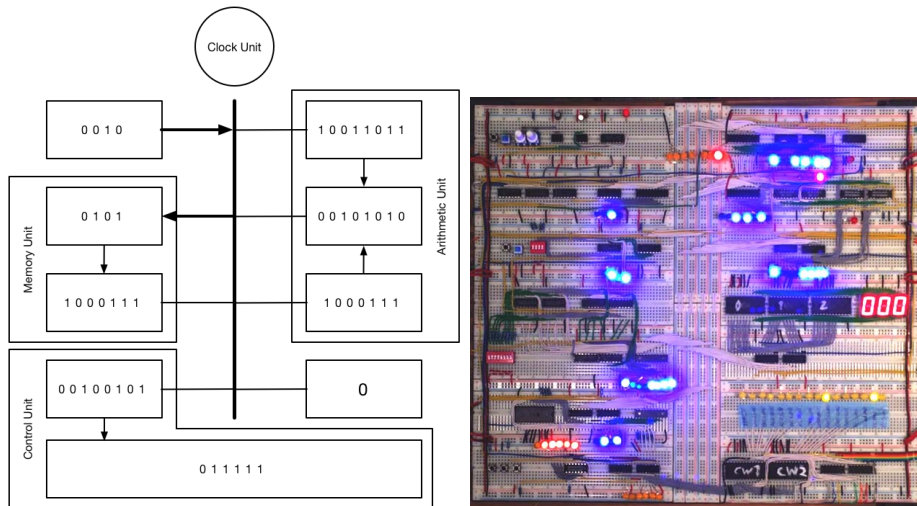 Clock Unit
0 0 1 0
1 0 0 1 1 0 1 1
0 1 0 1
0 0 1 0 1 0 1 0
Memory Unit
Arithmetic Unit
1 0 0 0 1 1 1
1 0 0 0 1 1 1
0 0 1 0 0 1 0 1
0
Control Unit
0 1 1 1 1 1
0 1 2
000
CW1 CW2